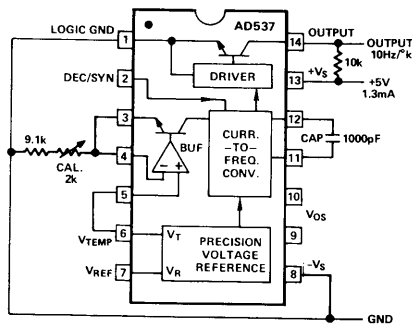 AD537
LOGIC GND
1
14
OUTPUT
OUTPUT
10Hz/°k
DRIVER
10k
DEC/SYN
2
13
+VS
+5V
1.3mA
3
12
CURR.
–TO–
FREQ.
CONV.
CAP
1000pF
9.1k
CAL.
2k
4
BUF
– +
11
5
10
VOS
6
VTEMP
VT
PRECISION
VOLTAGE
REFERENCE
9
VREF
7
VR
8
–VS
GND